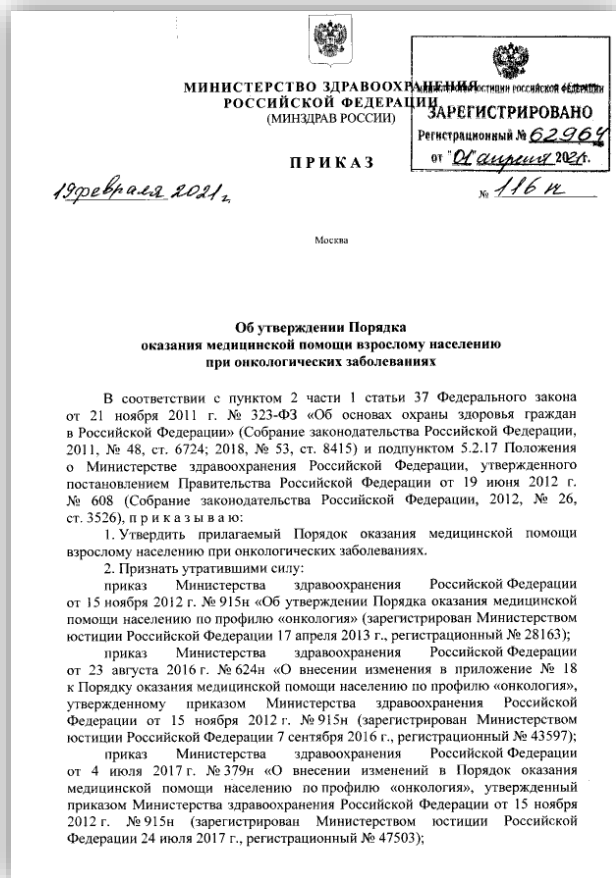 МИНИСТЕРСТВО ЗДРАВООХРАНЕНИЯ
РОССИЙСКОЙ ФЕДЕРАЦИИ
(МИНЗДРАВ РОССИИ)
МИНИСТЕРСТВО ЮСТИЦИИ РОССИЙСКОЙ ФЕДЕРАЦИИ
ЗАРЕГИСТРИРОВАНО
Регистрационный № 62964
от "01" апреля 2021г.
ПРИКАЗ
19 февраля 2021 г.
№ 116н
Москва
Об утверждении Порядка
оказания медицинской помощи взрослому населению
при онкологических заболеваниях
В соответствии с пунктом 2 части 1 статьи 37 Федерального закона
от 21 ноября 2011 г. № 323-ФЗ «Об основах охраны здоровья граждан
в Российской Федерации» (Собрание законодательства Российской Федерации,
2011, № 48, ст. 6724; 2018, № 53, ст. 8415) и подпунктом 5.2.17 Положения
о Министерстве здравоохранения Российской Федерации, утвержденного
постановлением Правительства Российской Федерации от 19 июня 2012 г.
№ 608 (Собрание законодательства Российской Федерации, 2012, № 26,
ст. 3526), п р и к а з ы в а ю:
1. Утвердить прилагаемый Порядок оказания медицинской помощи
взрослому населению при онкологических заболеваниях.
2. Признать утратившими силу:
приказ Министерства здравоохранения Российской Федерации
от 15 ноября 2012 г. № 915н «Об утверждении Порядка оказания медицинской
помощи населению по профилю «онкология» (зарегистрирован Министерством
юстиции Российской Федерации 17 апреля 2013 г., регистрационный № 28163);
приказ Министерства здравоохранения Российской Федерации
от 23 августа 2016 г. № 624н «О внесении изменения в приложение № 18
к Порядку оказания медицинской помощи населению по профилю «онкология»,
утвержденному приказом Министерства здравоохранения Российской
Федерации от 15 ноября 2012 г. № 915н (зарегистрирован Министерством
юстиции Российской Федерации 7 сентября 2016 г., регистрационный № 43597);
приказ Министерства здравоохранения Российской Федерации
от 4 июля 2017 г. № 379н «О внесении изменений в Порядок оказания
медицинской помощи населению по профилю «онкология», утвержденный
приказом Министерства здравоохранения Российской Федерации от 15 ноября
2012 г. № 915н (зарегистрирован Министерством юстиции Российской
Федерации 24 июля 2017 г., регистрационный № 47503);